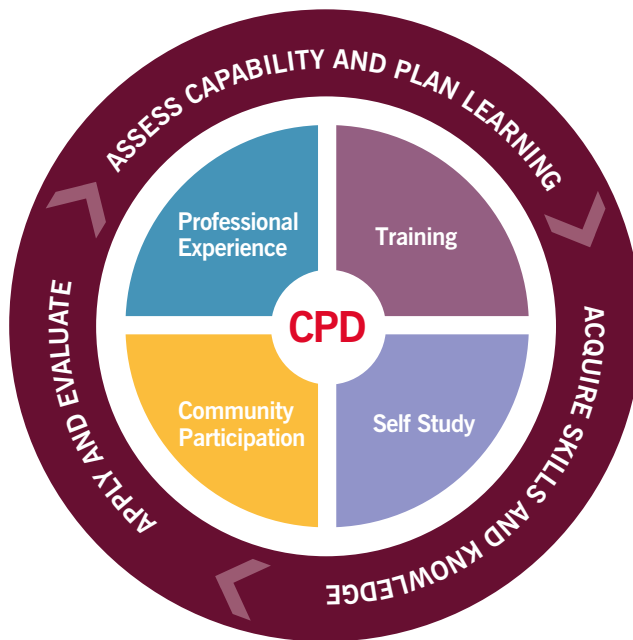 ASSESS CAPABILITY AND PLAN LEARNING
ACQUIRE SKILLS AND KNOWLEDGE
APPLY AND EVALUATE
Professional
Experience
Training
CPD
Community
Participation
Self Study